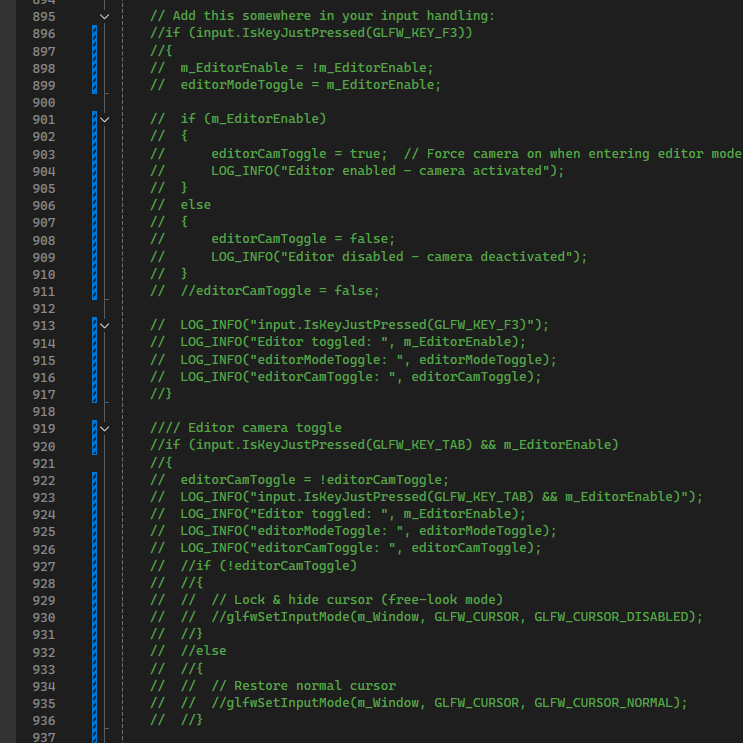 895 // Add this somewhere in your input handling:
896 //if (input.IsKeyJustPressed(GLFW_KEY_F3))
897 //{
898 //  m_EditorEnable = !m_EditorEnable;
899 //  editorModeToggle = m_EditorEnable;
900
901 //  if (m_EditorEnable)
902 //  {
903 //      editorCamToggle = true;  // Force camera on when entering editor mode
904 //      LOG_INFO("Editor enabled - camera activated");
905 //  }
906 //  else
907 //  {
908 //      editorCamToggle = false;
909 //      LOG_INFO("Editor disabled - camera deactivated");
910 //  }
911 //  //editorCamToggle = false;
912
913 //  LOG_INFO("input.IsKeyJustPressed(GLFW_KEY_F3)");
914 //  LOG_INFO("Editor toggled: ", m_EditorEnable);
915 //  LOG_INFO("editorModeToggle: ", editorModeToggle);
916 //  LOG_INFO("editorCamToggle: ", editorCamToggle);
917 //}
918
919 //// Editor camera toggle
920 //if (input.IsKeyJustPressed(GLFW_KEY_TAB) && m_EditorEnable)
921 //{
922 //  editorCamToggle = !editorCamToggle;
923 //  LOG_INFO("input.IsKeyJustPressed(GLFW_KEY_TAB) && m_EditorEnable)");
924 //  LOG_INFO("Editor toggled: ", m_EditorEnable);
925 //  LOG_INFO("editorModeToggle: ", editorModeToggle);
926 //  LOG_INFO("editorCamToggle: ", editorCamToggle);
927 //  //if (!editorCamToggle)
928 //  //{
929 //  //  // Lock & hide cursor (free-look mode)
930 //  //  //glfwSetInputMode(m_Window, GLFW_CURSOR, GLFW_CURSOR_DISABLED);
931 //  //}
932 //  //else
933 //  //{
934 //  //  // Restore normal cursor
935 //  //  //glfwSetInputMode(m_Window, GLFW_CURSOR, GLFW_CURSOR_NORMAL);
936 //  //}
937